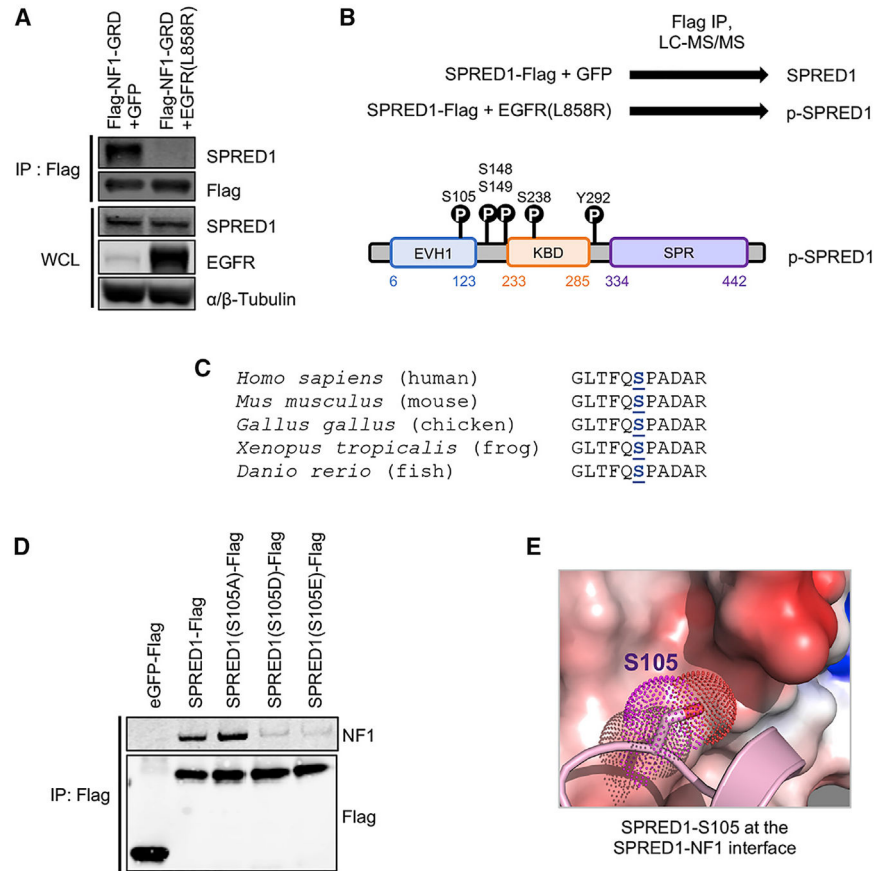 A
Flag-NF1-GRD
+GFP
Flag-NF1-GRD
+EGFR(L858R)
IP : Flag
SPRED1
Flag
WCL
SPRED1
EGFR
α/β-Tubulin
B
Flag IP,
LC-MS/MS
SPRED1-Flag + GFP
SPRED1
SPRED1-Flag + EGFR(L858R)
p-SPRED1
S148
S105 S149 S238 Y292
P P P P P
EVH1 KBD SPR
p-SPRED1
6 123 233 285 334 442
C
Homo sapiens (human) GLTFQSPADAR
Mus musculus (mouse) GLTFQSPADAR
Gallus gallus (chicken) GLTFQSPADAR
Xenopus tropicalis (frog) GLTFQSPADAR
Danio rerio (fish) GLTFQSPADAR
D
eGFP-Flag
SPRED1-Flag
SPRED1(S105A)-Flag
SPRED1(S105D)-Flag
SPRED1(S105E)-Flag
IP: Flag
NF1
Flag
E
S105
SPRED1-S105 at the
SPRED1-NF1 interface